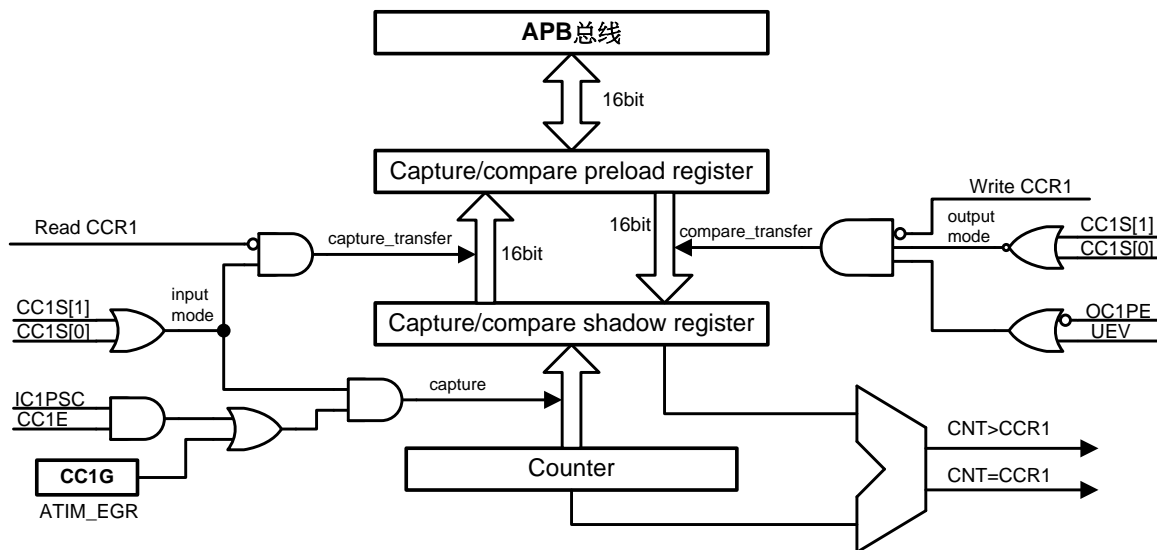 APB总线
16bit
Capture/compare preload register
Write CCR1
Read CCR1
capture_transfer
16bit
16bit
compare_transfer
output
mode
CC1S[1]
CC1S[0]
CC1S[1]
CC1S[0]
input
mode
Capture/compare shadow register
OC1PE
UEV
IC1PSC
CC1E
capture
CC1G
ATIM_EGR
Counter
CNT>CCR1
CNT=CCR1